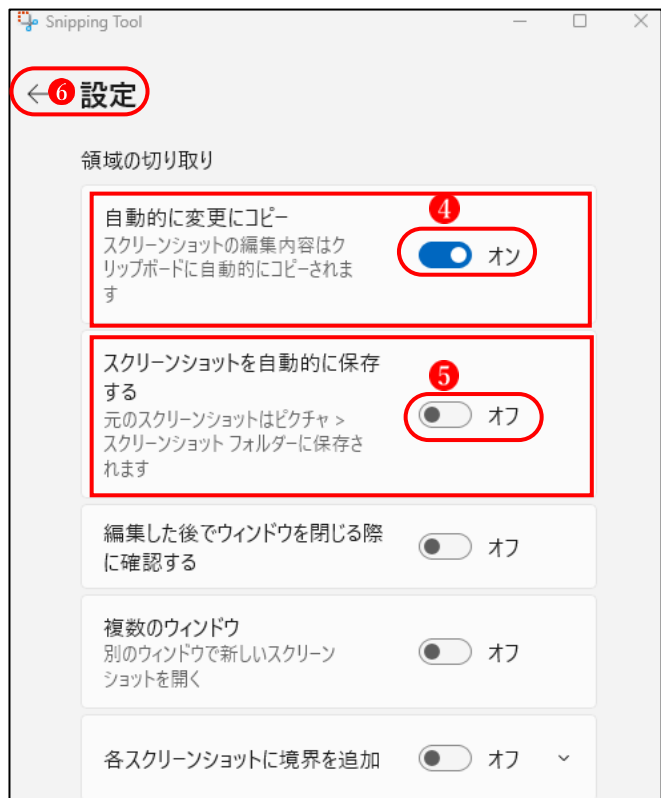 Snipping Tool
← 6 設定
領域の切り取り
自動的に変更にコピー
スクリーンショットの編集内容はク
リップボードに自動的にコピーされま
す
4
オン
スクリーンショットを自動的に保存
する
元のスクリーンショットはピクチャ >
スクリーンショット フォルダーに保存さ
れます
5
オフ
編集した後でウィンドウを閉じる際
に確認する
オフ
複数のウィンドウ
別のウィンドウで新しいスクリーン
ショットを開く
オフ
各スクリーンショットに境界を追加
オフ